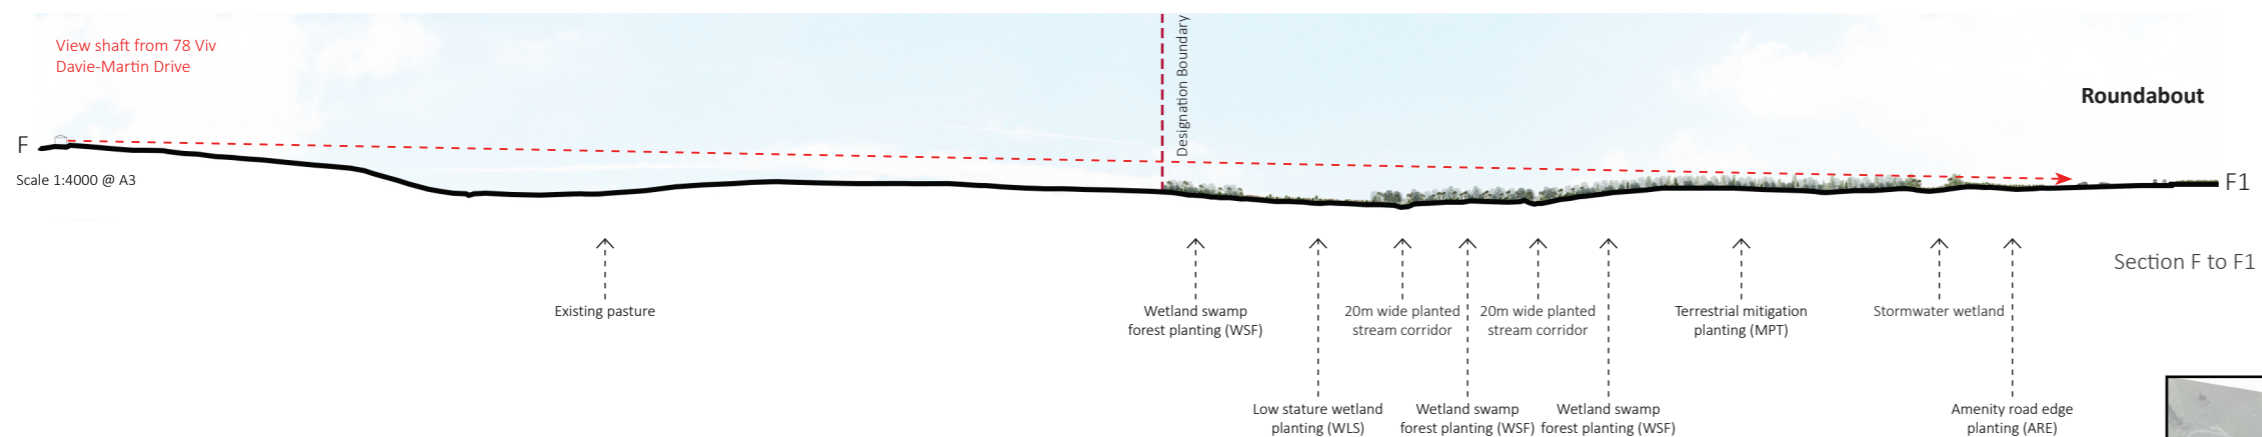 View shaft from 78 Viv
Davie-Martin Drive
Designation Boundary
Roundabout
F
F1
Scale 1:4000 @ A3
Section F to F1
Existing pasture
Wetland swamp
forest planting (WSF)
20m wide planted
stream corridor
20m wide planted
stream corridor
Terrestrial mitigation
planting (MPT)
Stormwater wetland
Low stature wetland
planting (WLS)
Wetland swamp
forest planting (WSF)
Wetland swamp
forest planting (WSF)
Amenity road edge
planting (ARE)